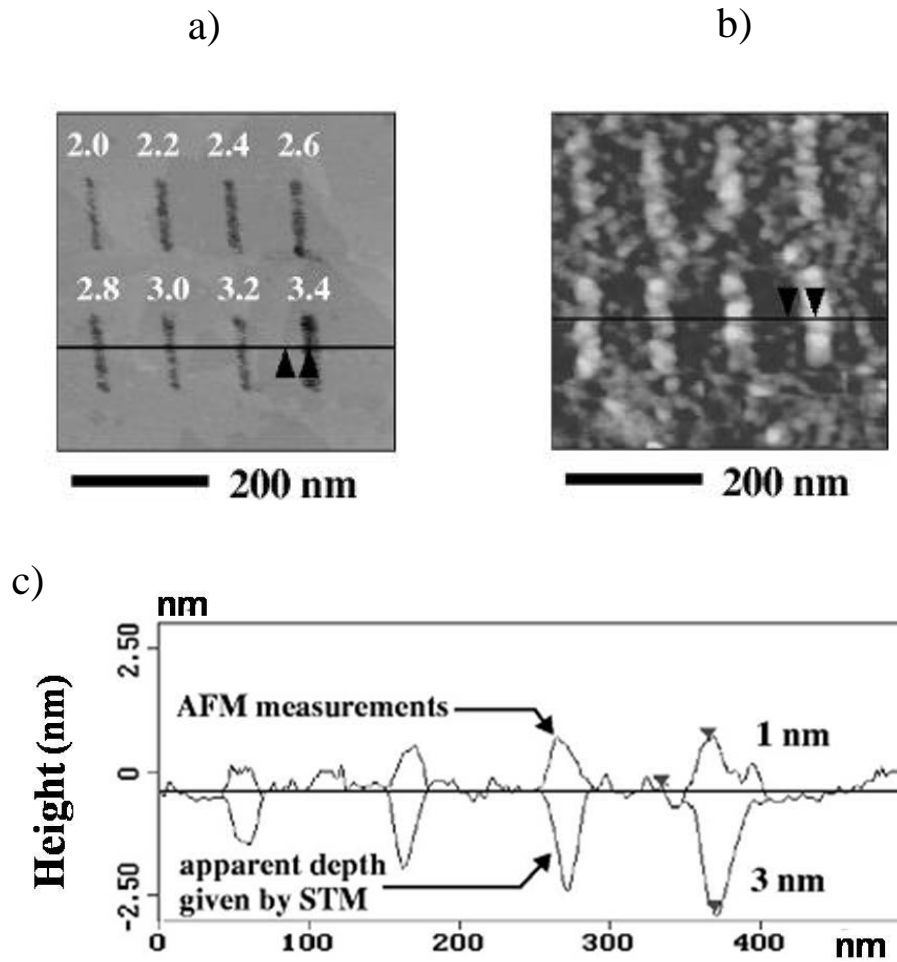 a)
b)
2.0 2.2 2.4 2.6
2.8 3.0 3.2 3.4
200 nm
200 nm
c)
nm
Height (nm)
2.50
0
-2.50
AFM measurements
1 nm
apparent depth
given by STM
3 nm
0 100 200 300 400 nm